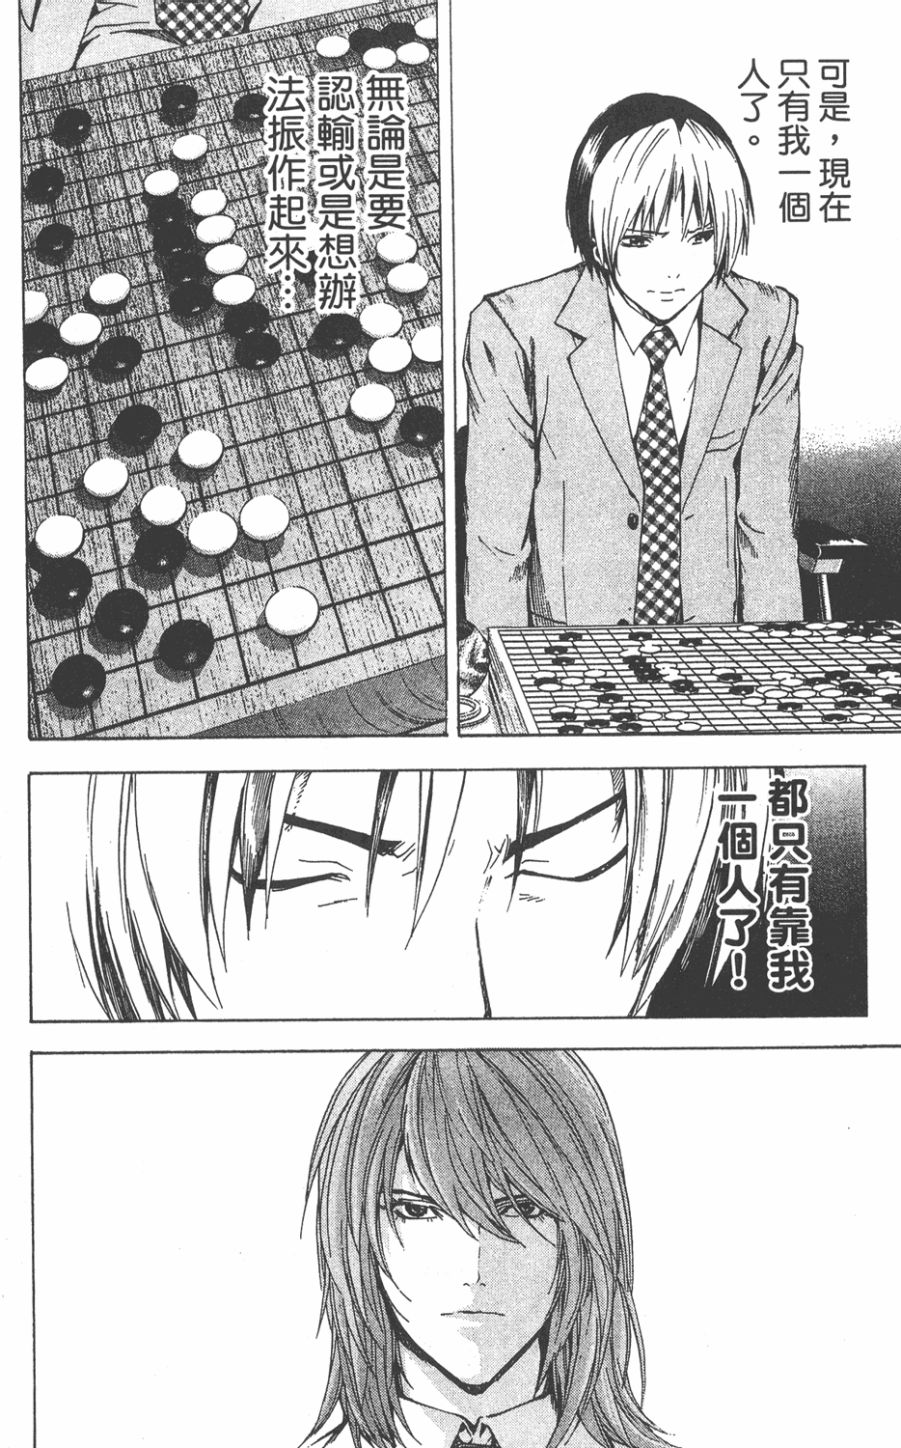 可是，現在
只有我一個
人了。
無論是要
認輸或是想辦
法振作起來…
都只有靠我
一個人了！